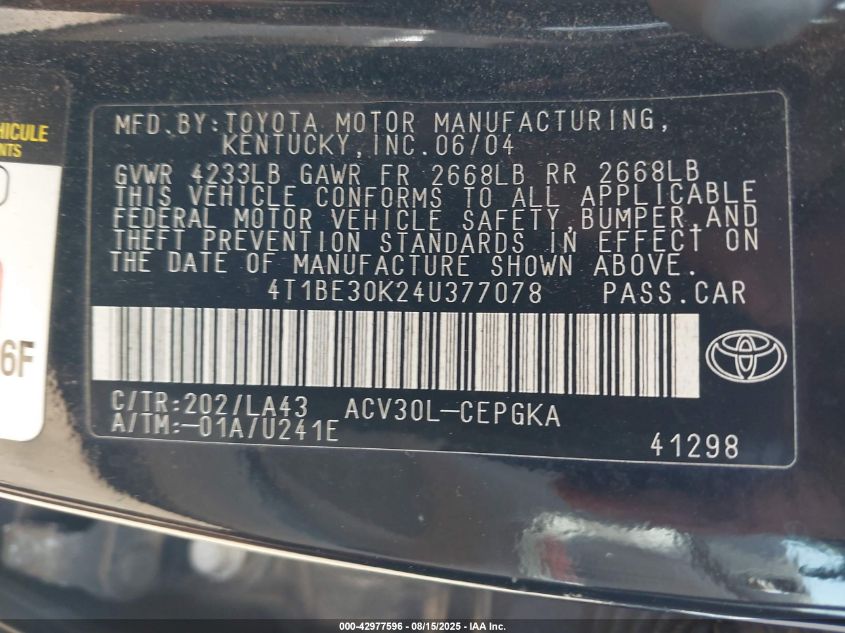 HICULE
NTS
6F
MFD.BY:TOYOTA MOTOR MANUFACTURING,
KENTUCKY,INC.06/04
GVWR 4233LB GAWR FR 2668LB RR 2668LB
THIS VEHICLE CONFORMS TO ALL APPLICABLE
FEDERAL MOTOR VEHICLE SAFETY,BUMPER,AND
THEFT PREVENTION STANDARDS IN EFFECT ON
THE DATE OF MANUFACTURE SHOWN ABOVE.
4T1BE30K24U377078 PASS.CAR
C/TR:202/LA43 ACV30L-CEPGKA
A/TM:-01A/U241E
41298
000-42977596 - 08/15/2025 - IAA Inc.